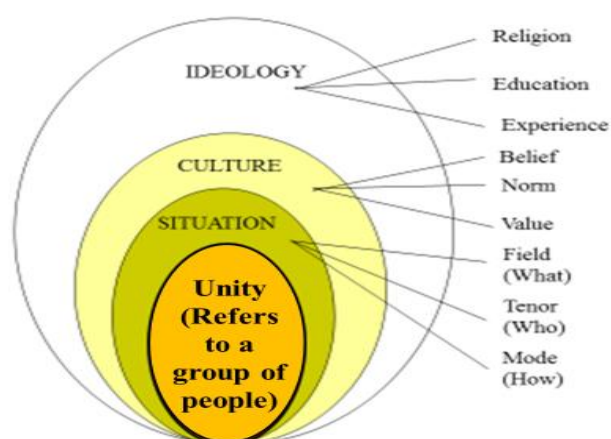 IDEOLOGY
CULTURE
SITUATION
Unity
(Refers
to a
group of
people)
Religion
Education
Experience
Belief
Norm
Value
Field
(What)
Tenor
(Who)
Mode
(How)